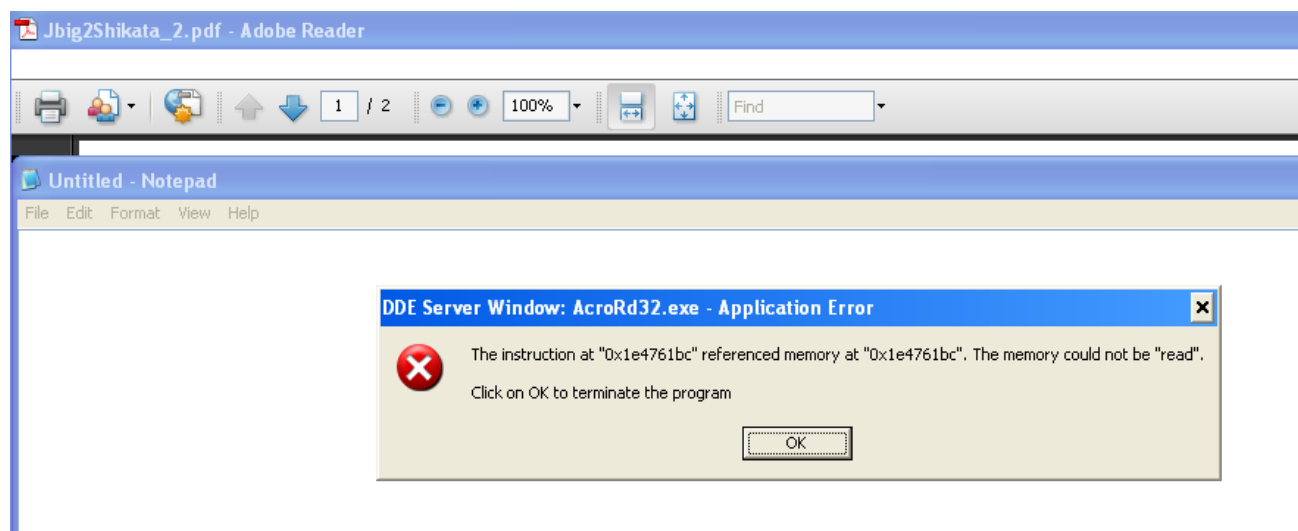 Jbig2Shikata_2.pdf - Adobe Reader
1 / 2 100% Find
Untitled - Notepad
File Edit Format View Help
DDE Server Window: AcroRd32.exe - Application Error
The instruction at "0x1e4761bc" referenced memory at "0x1e4761bc". The memory could not be "read".
Click on OK to terminate the program
OK